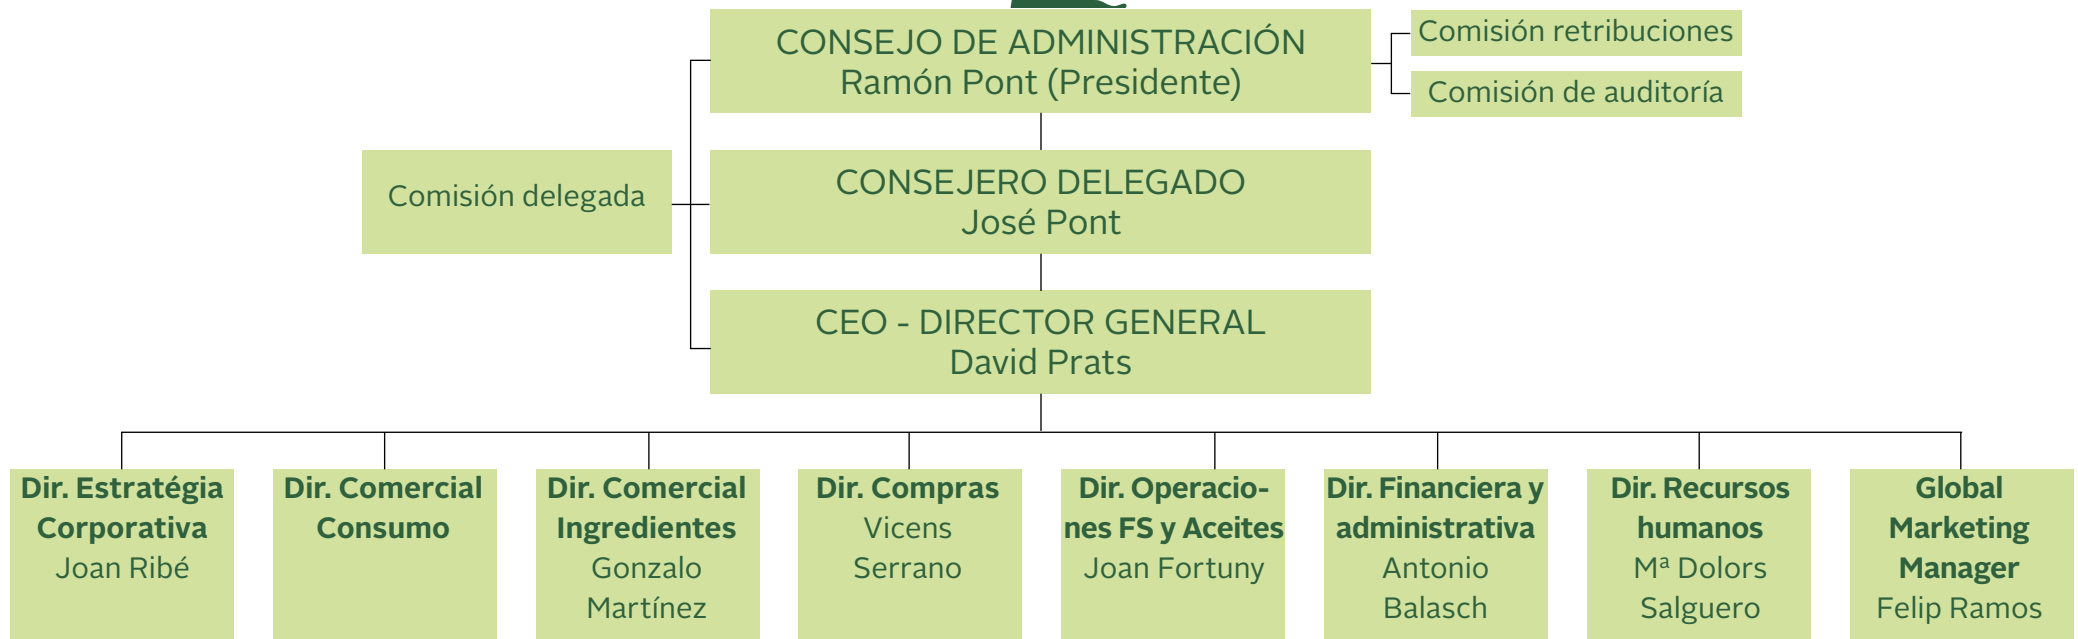 CONSEJO DE ADMINISTRACIÓN
Ramón Pont (Presidente)
Comisión retribuciones
Comisión de auditoría
Comisión delegada
CONSEJERO DELEGADO
José Pont
CEO - DIRECTOR GENERAL
David Prats
Dir. Estratégia
Corporativa
Joan Ribé
Dir. Comercial
Consumo
Dir. Comercial
Ingredientes
Gonzalo
Martínez
Dir. Compras
Vicens
Serrano
Dir. Operacio-
nes FS y Aceites
Joan Fortuny
Dir. Financiera y
administrativa
Antonio
Balasch
Dir. Recursos
humanos
Mª Dolors
Salguero
Global
Marketing
Manager
Felip Ramos